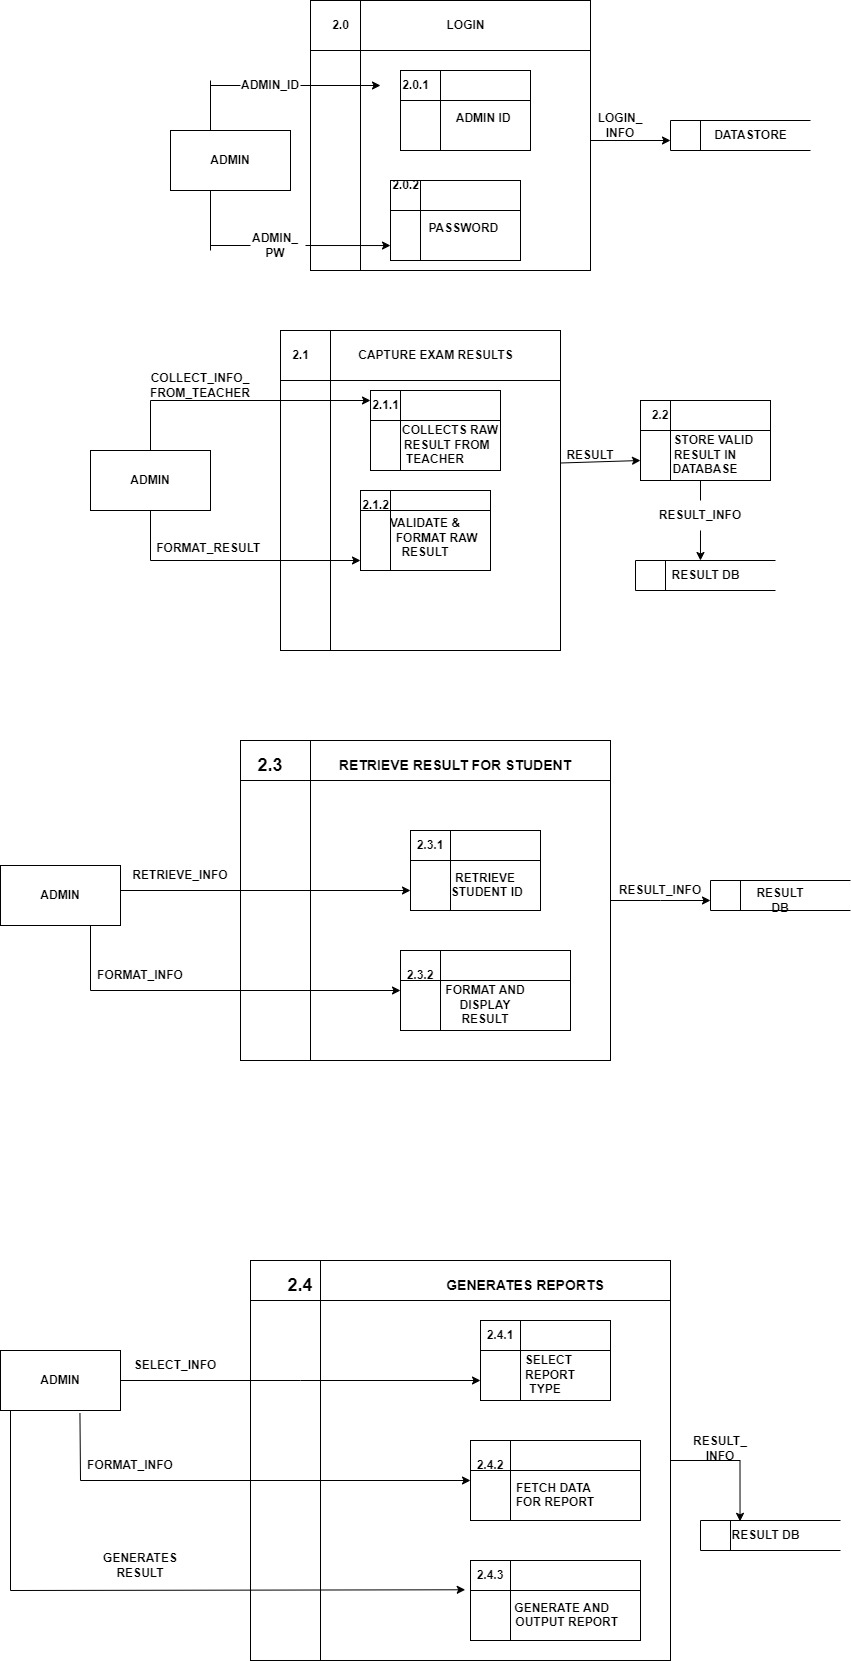 2.0
LOGIN
ADMIN_ID
2.0.1
ADMIN ID
ADMIN
LOGIN_
INFO
DATASTORE
2.0.2
PASSWORD
ADMIN_
PW
2.1
CAPTURE EXAM RESULTS
COLLECT_INFO_
FROM_TEACHER
2.1.1
COLLECTS RAW
RESULT FROM
TEACHER
ADMIN
RESULT
2.2
STORE VALID
RESULT IN
DATABASE
2.1.2
VALIDATE &
FORMAT RAW
RESULT
FORMAT_RESULT
RESULT_INFO
RESULT DB
2.3
RETRIEVE RESULT FOR STUDENT
2.3.1
RETRIEVE
STUDENT ID
RETRIEVE_INFO
ADMIN
RESULT_INFO
RESULT
DB
FORMAT_INFO
2.3.2
FORMAT AND
DISPLAY
RESULT
2.4
GENERATES REPORTS
2.4.1
SELECT
REPORT
TYPE
SELECT_INFO
ADMIN
FORMAT_INFO
2.4.2
FETCH DATA
FOR REPORT
RESULT_
INFO
RESULT DB
GENERATES
RESULT
2.4.3
GENERATE AND
OUTPUT REPORT